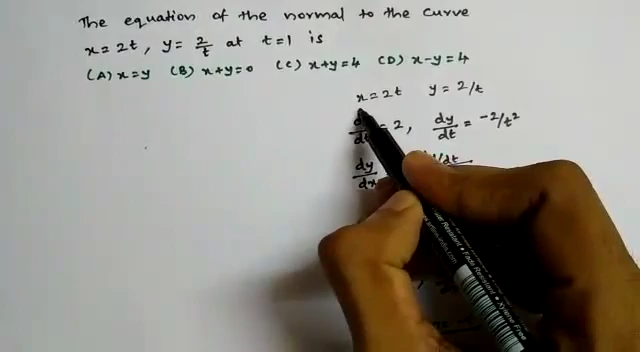 The equation of the normal to the curve
x = 2t, y = 2/t at t=1 is
(A) x=y (B) x+y=0 (C) x+y=4 (D) x-y=4
x = 2t y = 2/t
= 2, dy/dt = -2/t²
dy/dx